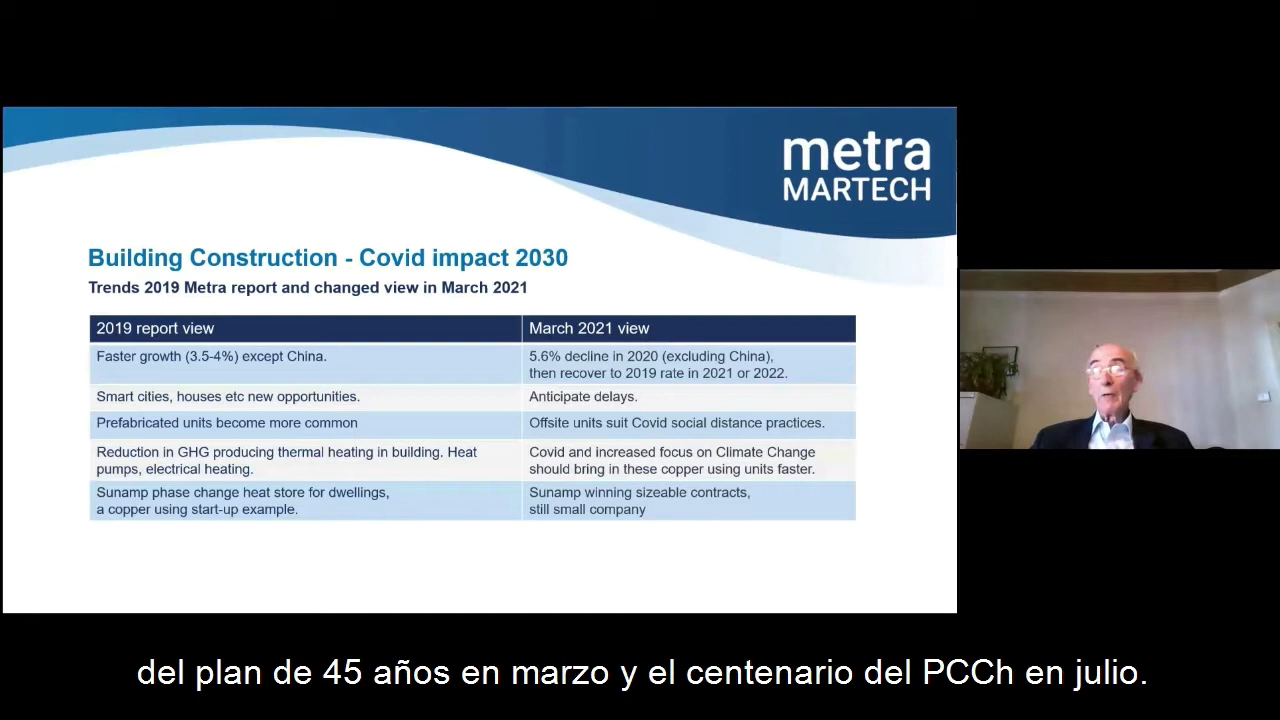 metra
MARTECH
Building Construction - Covid impact 2030
Trends 2019 Metra report and changed view in March 2021
2019 report view
March 2021 view
Faster growth (3.5-4%) except China.
5.6% decline in 2020 (excluding China),
then recover to 2019 rate in 2021 or 2022.
Smart cities, houses etc new opportunities.
Anticipate delays.
Prefabricated units become more common
Offsite units suit Covid social distance practices.
Reduction in GHG producing thermal heating in building. Heat
pumps, electrical heating.
Covid and increased focus on Climate Change
should bring in these copper using units faster.
Sunamp phase change heat store for dwellings,
a copper using start-up example.
Sunamp winning sizeable contracts,
still small company
del plan de 45 años en marzo y el centenario del PCCh en julio.